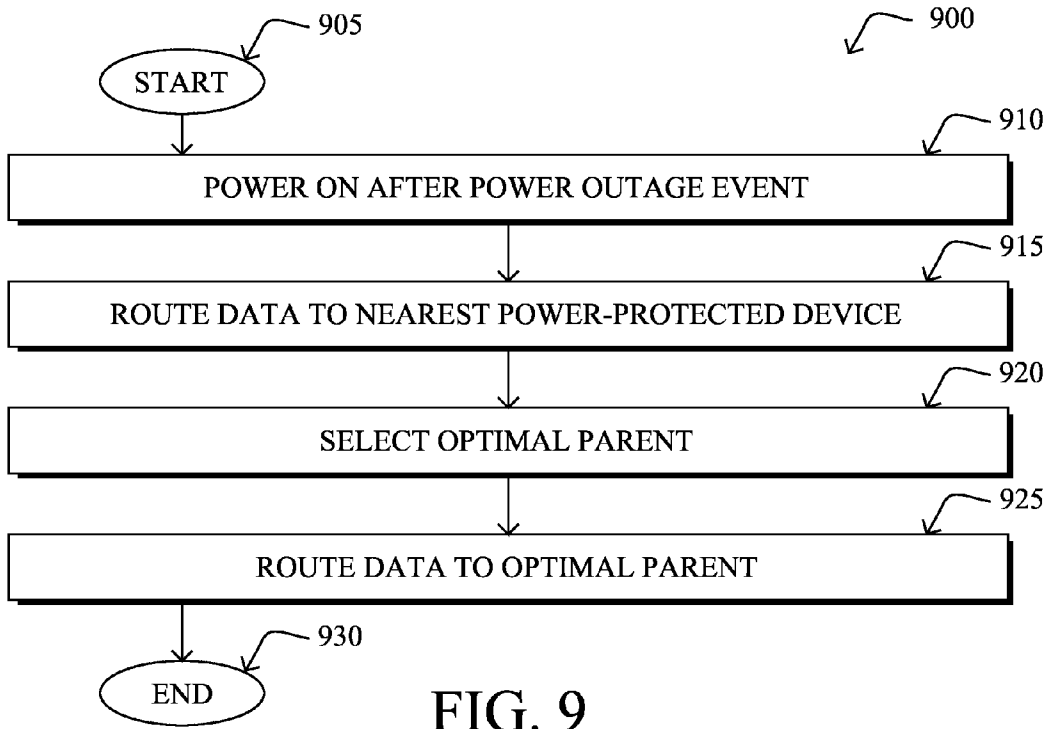 905
900
START
910
POWER ON AFTER POWER OUTAGE EVENT
915
ROUTE DATA TO NEAREST POWER-PROTECTED DEVICE
920
SELECT OPTIMAL PARENT
925
ROUTE DATA TO OPTIMAL PARENT
930
END
FIG. 9